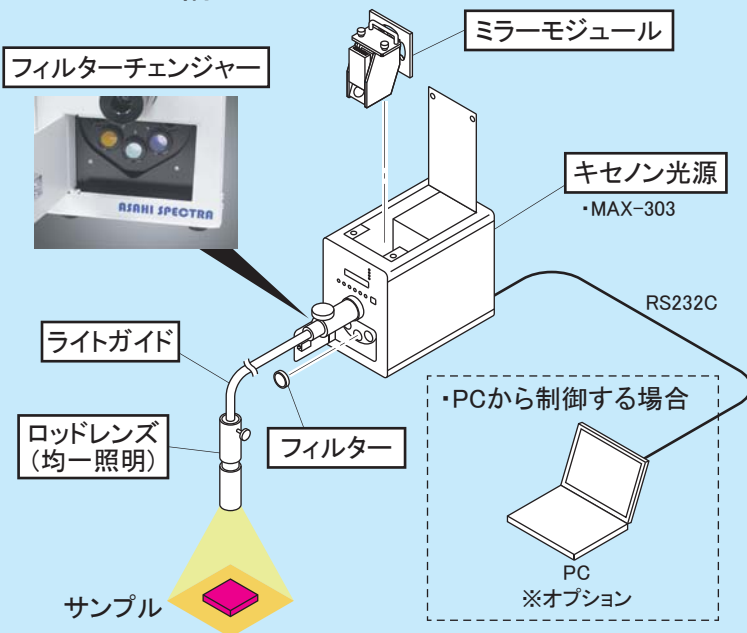 ミラーモジュール
フィルターチェンジャー
ASAHI SPECTRA
キセノン光源
・MAX-303
RS232C
ライトガイド
・PCから制御する場合
ロッドレンズ
(均一照明)
フィルター
PC
※オプション
サンプル